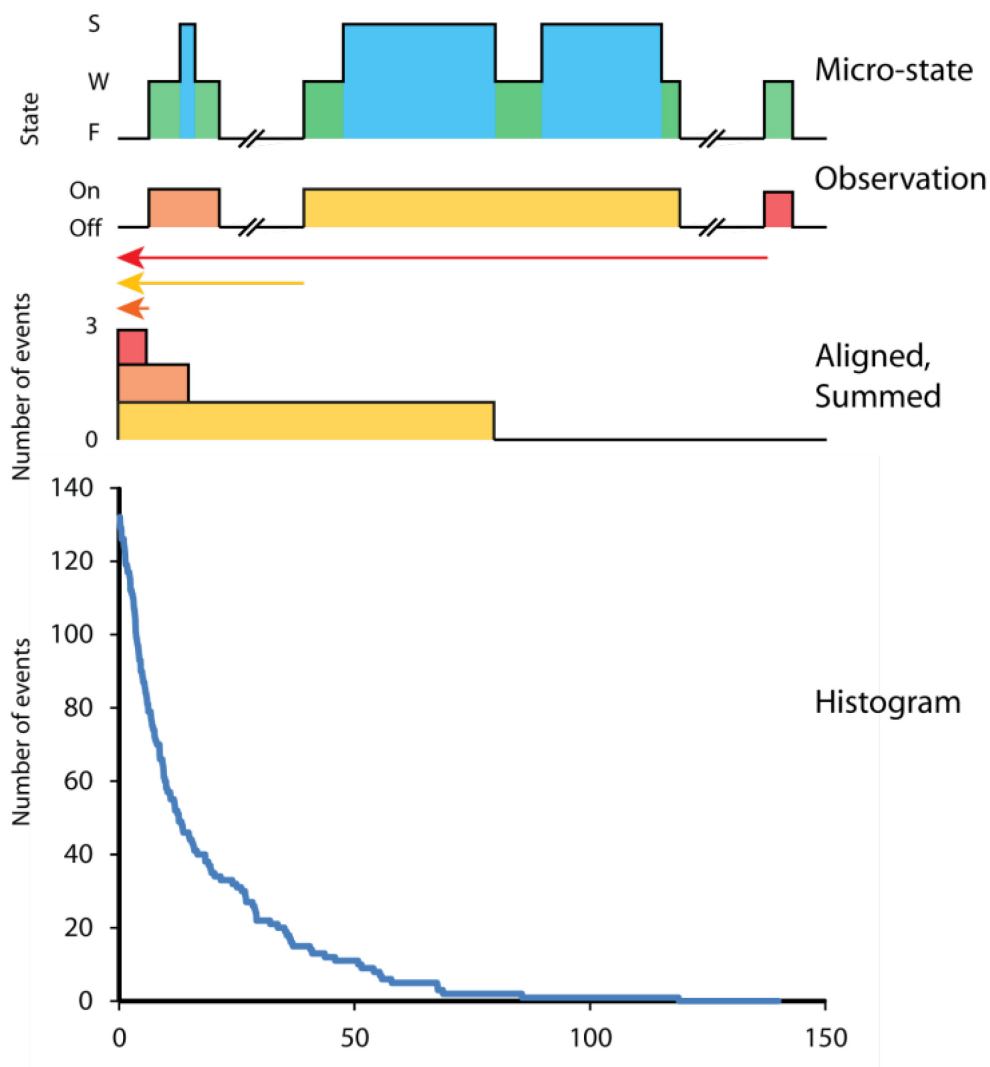 S
W
F
State
Micro-state
On
Off
Observation
3
0
Number of events
Aligned,
Summed
140
120
100
80
60
40
20
0
Number of events
Histogram
0
50
100
150